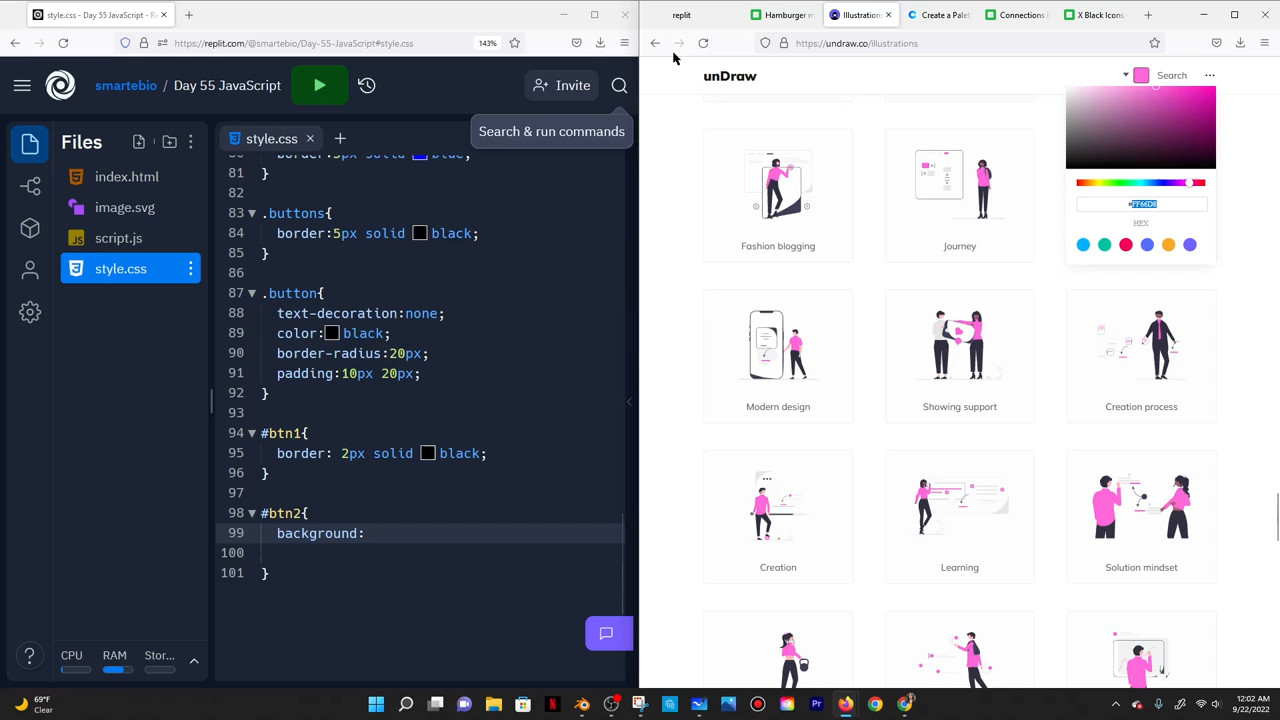 style.css - Day 55 JavaScript - R
replit
Hamburger m
Illustrations
Create a Palet
Connections E
X Black Icons
https://replit.com/@smartebio/Day-55-Javascript#style.css
143%
https://undraw.co/illustrations
smartebio / Day 55 JavaScript
Invite
unDraw
Search
Search & run commands
Files
style.css
index.html
image.svg
script.js
style.css
81 }
82
83 .buttons{
84 border:5px solid black;
85 }
86
87 .button{
88 text-decoration:none;
89 color:black;
90 border-radius:20px;
91 padding:10px 20px;
92 }
93
94 #btn1{
95 border: 2px solid black;
96 }
97
98 #btn2{
99 background:
100
101 }
#FF66D8
HEX
Fashion blogging
Journey
Modern design
Showing support
Creation process
Creation
Learning
Solution mindset
CPU
RAM
Stor...
69°F
Clear
12:02 AM
9/22/2022